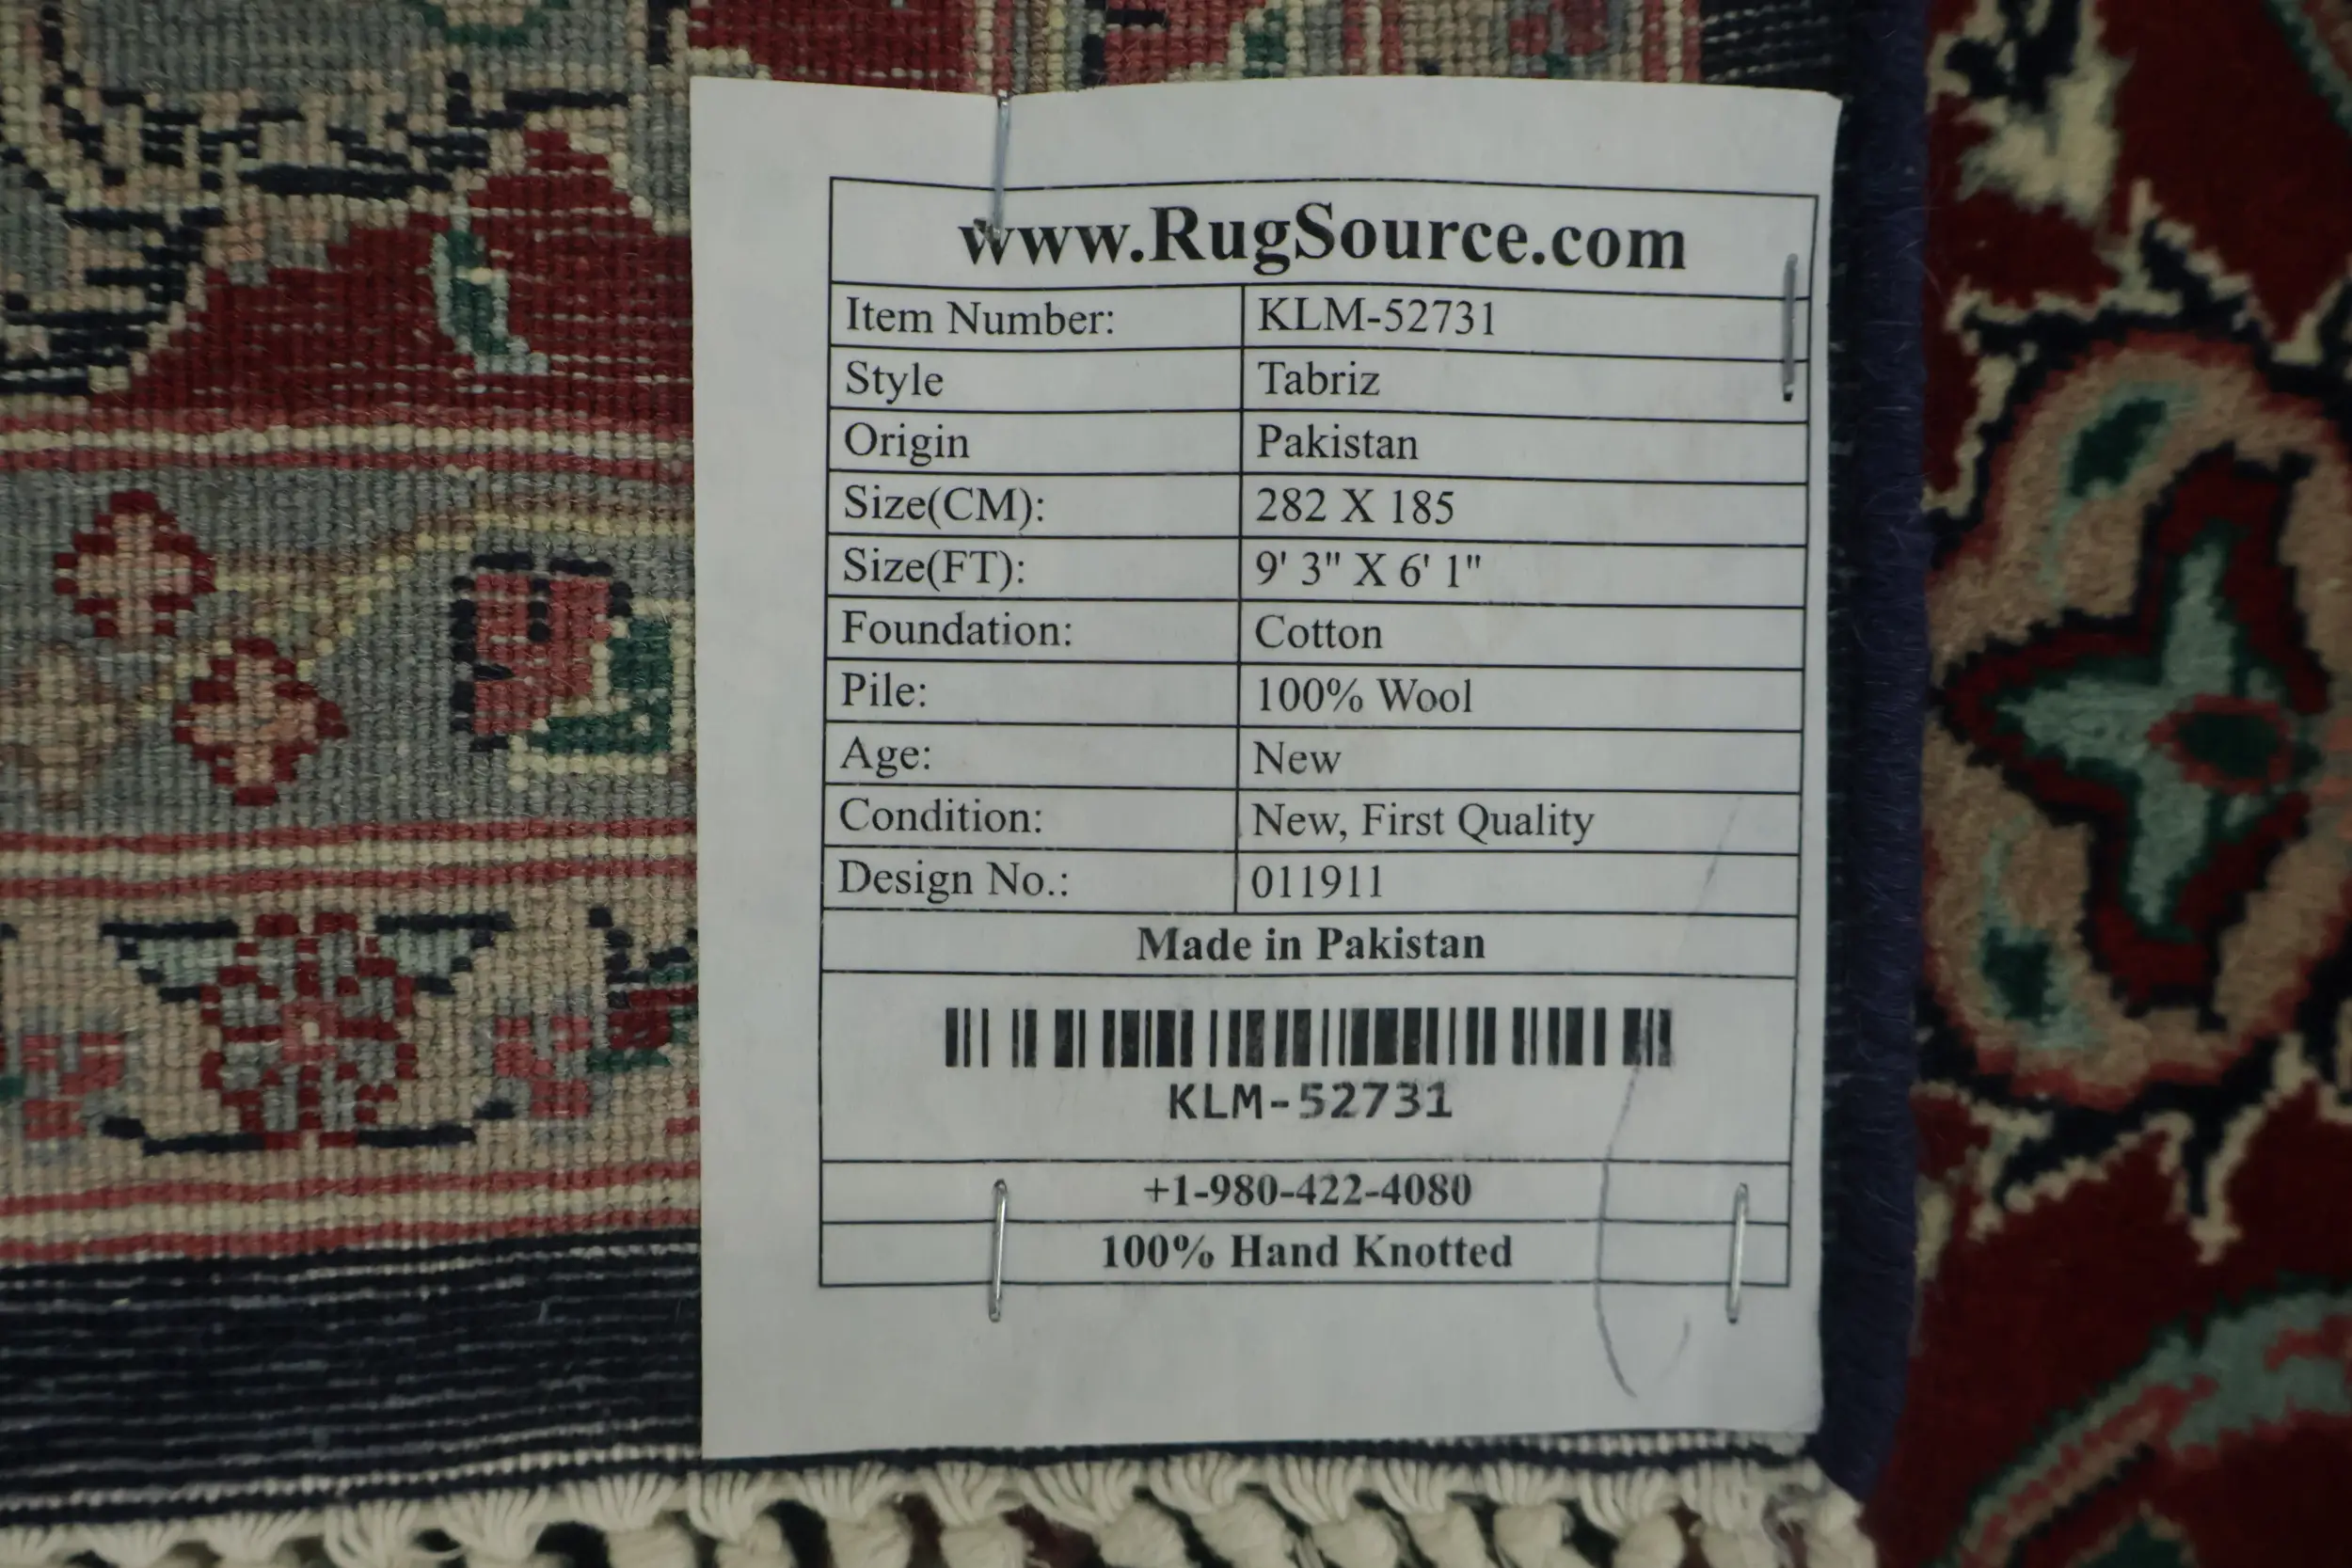 www.RugSource.com
Item Number: KLM-52731
Style Tabriz
Origin Pakistan
Size(CM): 282 X 185
Size(FT): 9' 3" X 6' 1"
Foundation: Cotton
Pile: 100% Wool
Age: New
Condition: New, First Quality
Design No.: 011911
Made in Pakistan
KLM-52731
+1-980-422-4080
100% Hand Knotted